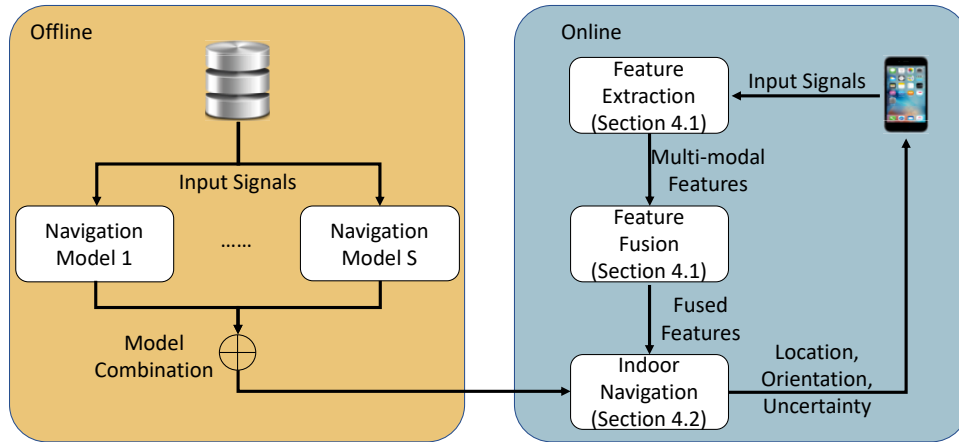 Offline
Input Signals
Navigation
Model 1
......
Navigation
Model S
Model
Combination
Online
Feature
Extraction
(Section 4.1)
Input Signals
Multi-modal
Features
Feature
Fusion
(Section 4.1)
Fused
Features
Indoor
Navigation
(Section 4.2)
Location,
Orientation,
Uncertainty